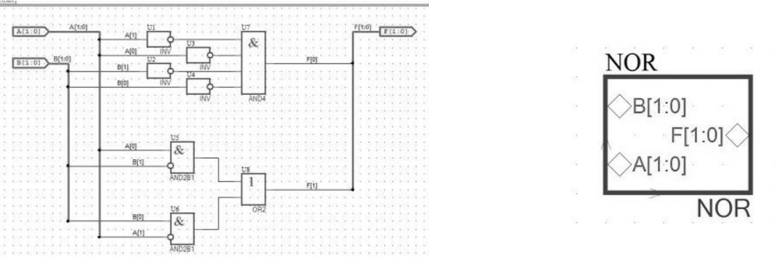 A[1:0]
A[1:0]
B[1:0]
B[1:0]
F[1:0]
F[1:0]
U1
A[1]
INV
U3
A[0]
INV
U2
B[1]
INV
U4
B[0]
INV
U7
&
AND4
F[0]
U5
A[0]
&
B[1]
AND2B1
U8
1
OR2
F[1]
U6
B[0]
&
A[1]
AND2B1
NOR
B[1:0]
F[1:0]
A[1:0]
NOR